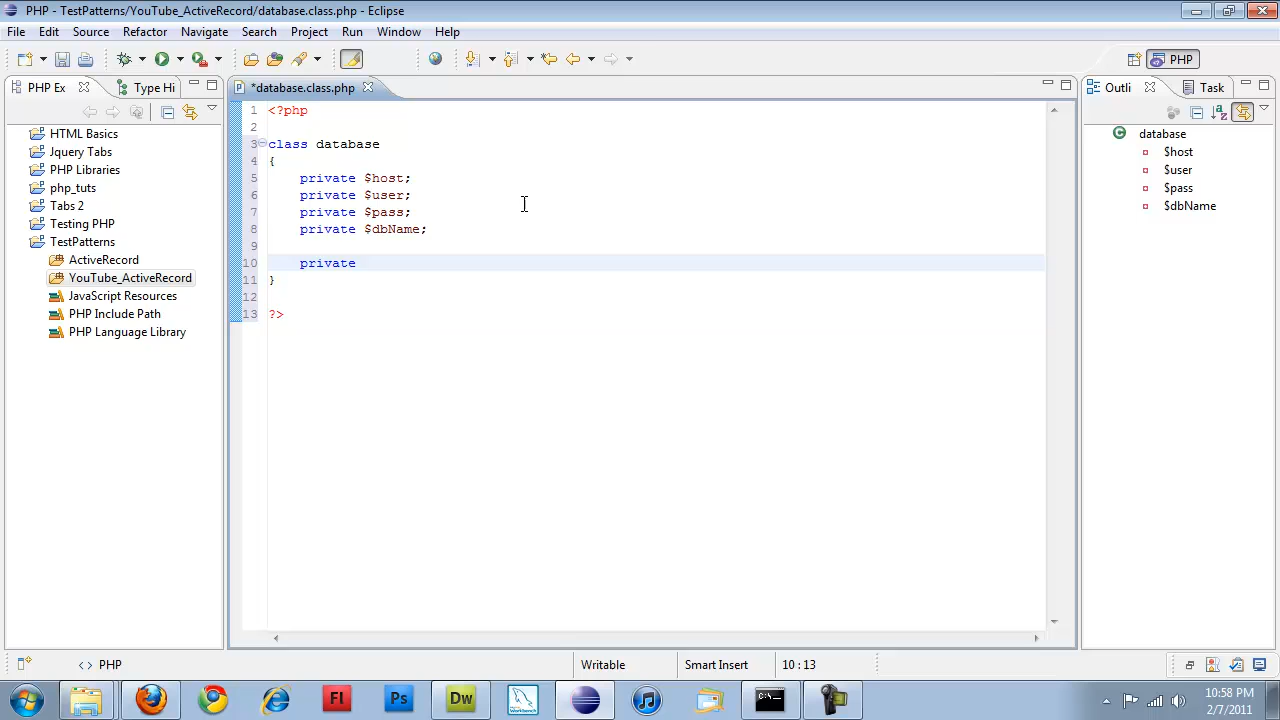 PHP - TestPatterns/YouTube_ActiveRecord/database.class.php - Eclipse
File Edit Source Refactor Navigate Search Project Run Window Help
PHP
PHP Ex Type Hi
*database.class.php
Outli Task
HTML Basics
Jquery Tabs
PHP Libraries
php_tuts
Tabs 2
Testing PHP
TestPatterns
ActiveRecord
YouTube_ActiveRecord
JavaScript Resources
PHP Include Path
PHP Language Library
1 <?php
2
3 class database
4 {
5 private $host;
6 private $user;
7 private $pass;
8 private $dbName;
9
10 private
11 }
12
13 ?>
database
$host
$user
$pass
$dbName
<> PHP Writable Smart Insert 10 : 13
Fl Ps Dw Workbench C:\
10:58 PM
2/7/2011